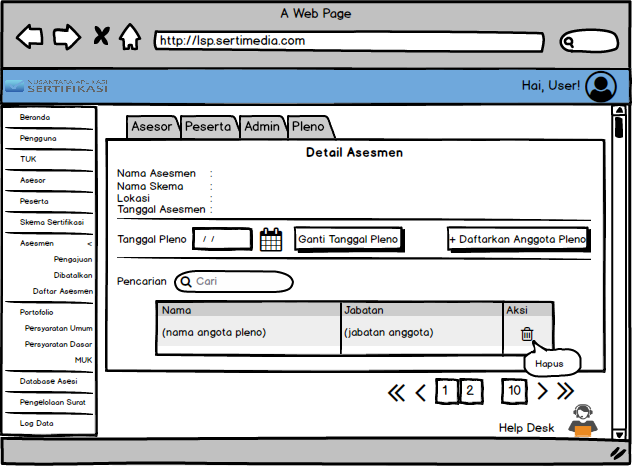 A Web Page
http://lsp.sertimedia.com
NUSANTARA APLIKASI
SERTIFIKASI
Hai, User!
Beranda
Pengguna
TUK
Asesor
Peserta
Skema Sertifikasi
Asesmen <
Pengajuan
Dibatalkan
Daftar Asesmen
Portofolio
Persyaratan Umum
Persyaratan Dasar
MUK
Database Asesi
Pengelolaan Surat
Log Data
Asesor Peserta Admin Pleno
Detail Asesmen
Nama Asesmen :
Nama Skema :
Lokasi :
Tanggal Asesmen :
Tanggal Pleno / / Ganti Tanggal Pleno + Daftarkan Anggota Pleno
Pencarian Cari
Nama Jabatan Aksi
(nama angota pleno) (jabatan anggota)
Hapus
1 2 10
Help Desk